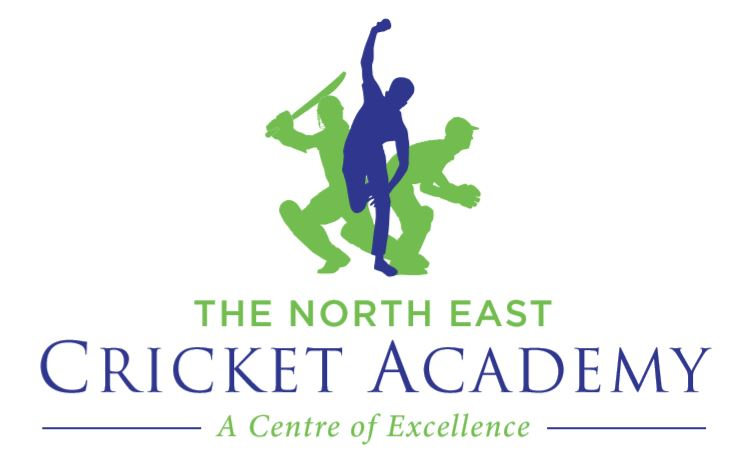 THE NORTH EAST
CRICKET ACADEMY
A Centre of Excellence